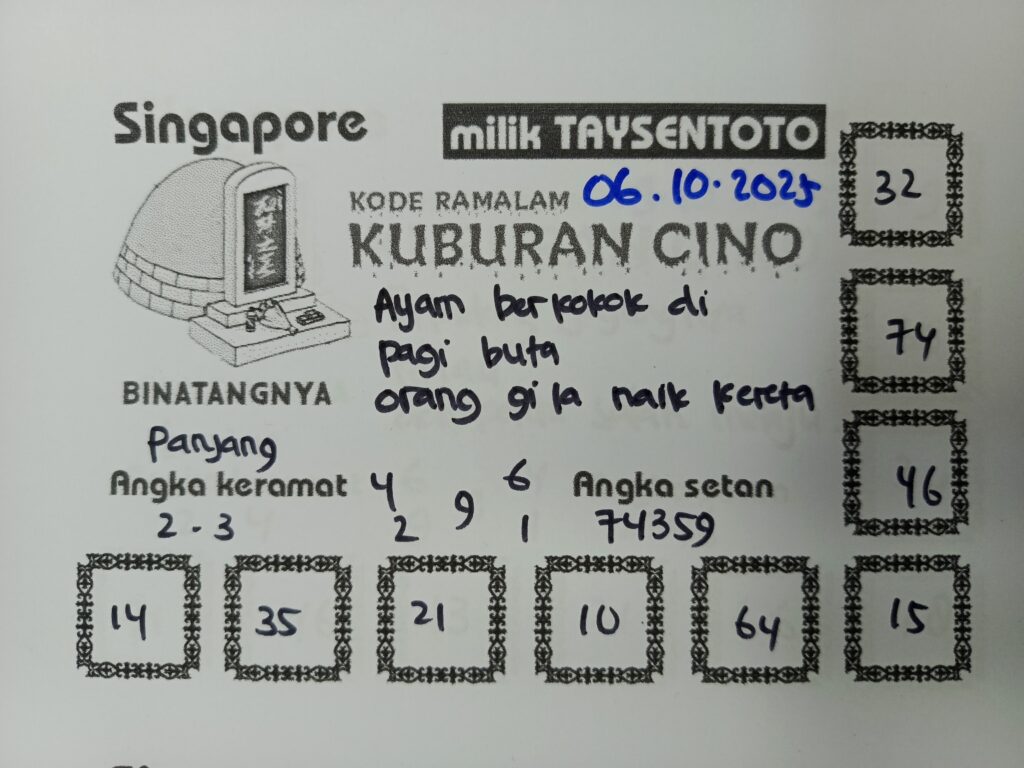 Singapore
milik TAYSENTOTO
KODE RAMALAM 06.10.2025
KUBURAN CINO
Ayam berkokok di
pagi buta
orang gila naik kereta
BINATANGNYA
Panjang
Angka keramat
2 - 3
4 6
9
2 1
Angka setan
74359
32
74
46
14 35 21 10 64 15